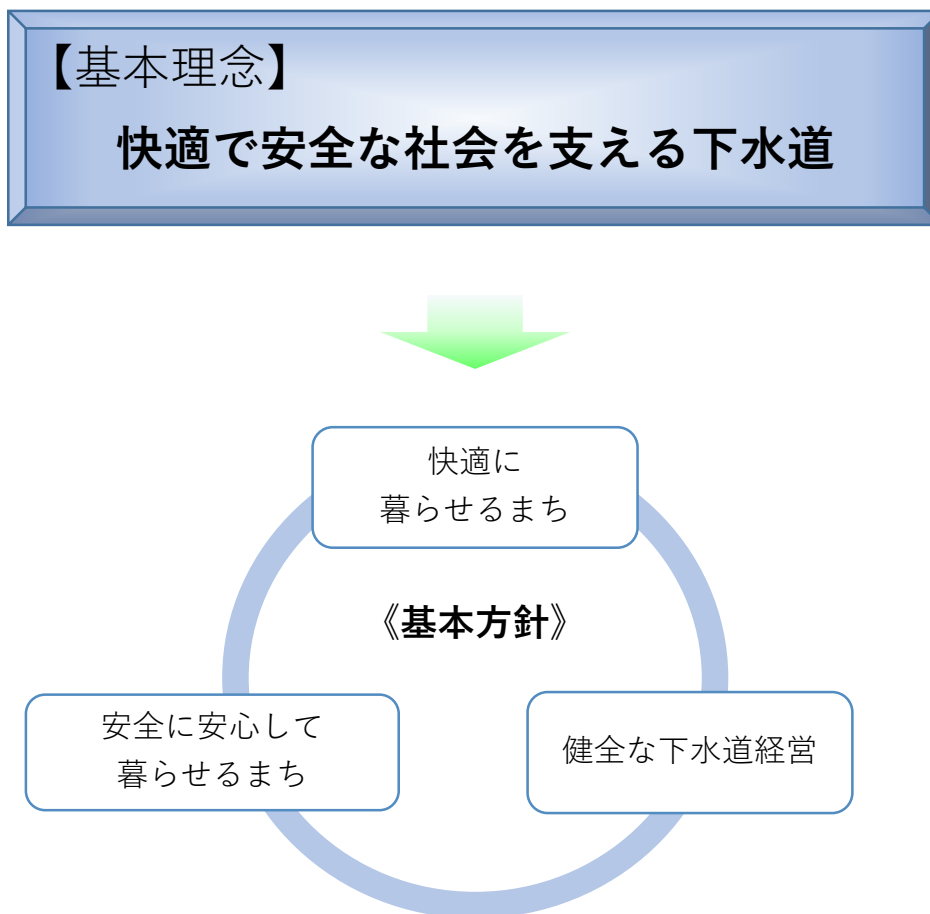 【基本理念】
快適で安全な社会を支える下水道
快適に
暮らせるまち
《基本方針》
安全に安心して
暮らせるまち
健全な下水道経営